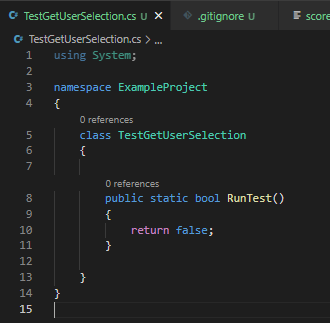 TestGetUserSelection.cs U × .gitignore U score
TestGetUserSelection.cs > ...
1 using System;
2
3 namespace ExampleProject
4 {
0 references
5 class TestGetUserSelection
6 {
7
0 references
8 public static bool RunTest()
9 {
10 return false;
11 }
12
13 }
14 }
15